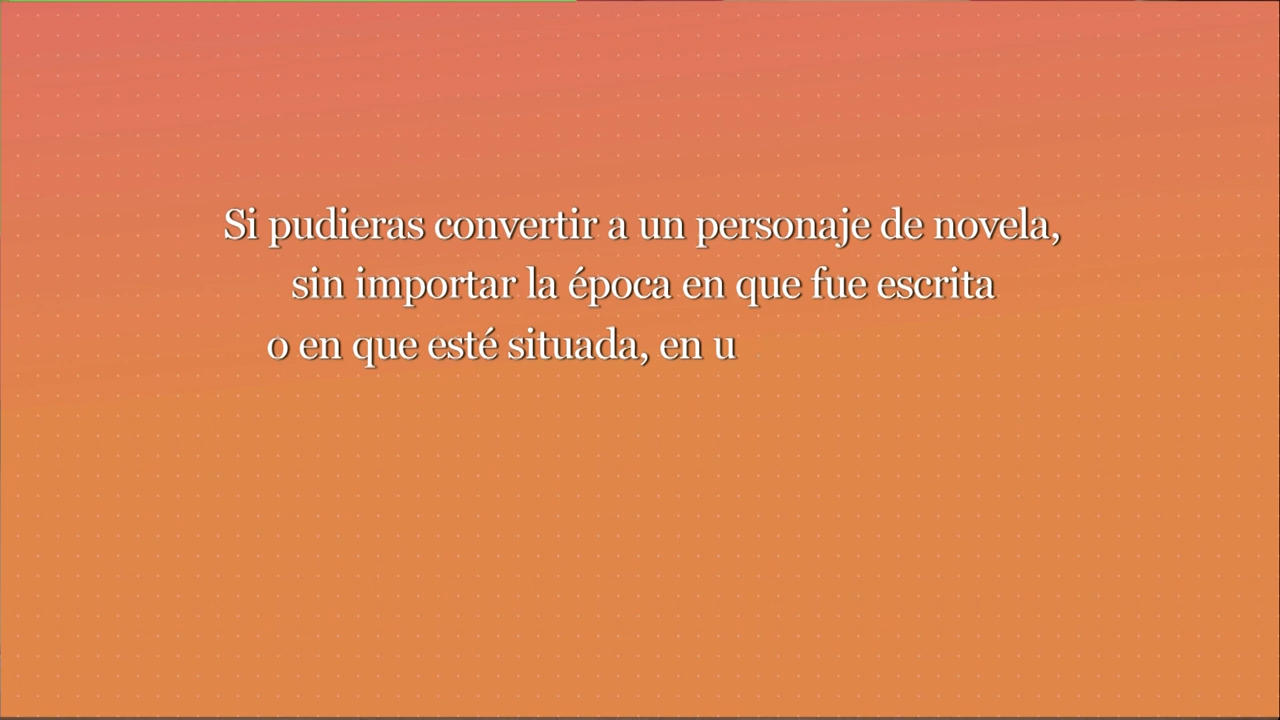 Si pudieras convertir a un personaje de novela,
sin importar la época en que fue escrita
o en que esté situada, en u